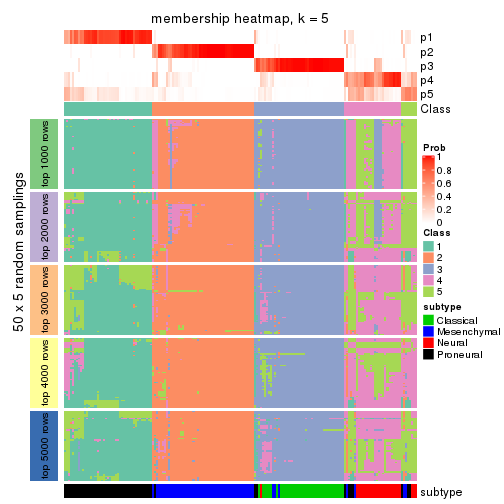 membership heatmap, k = 5
p1
p2
p3
p4
p5
Class
50 x 5 random samplings
top 1000 rows
top 2000 rows
top 3000 rows
top 4000 rows
top 5000 rows
Prob
1
0.8
0.6
0.4
0.2
0
Class
1
2
3
4
5
subtype
Classical
Mesenchymal
Neural
Proneural
subtype